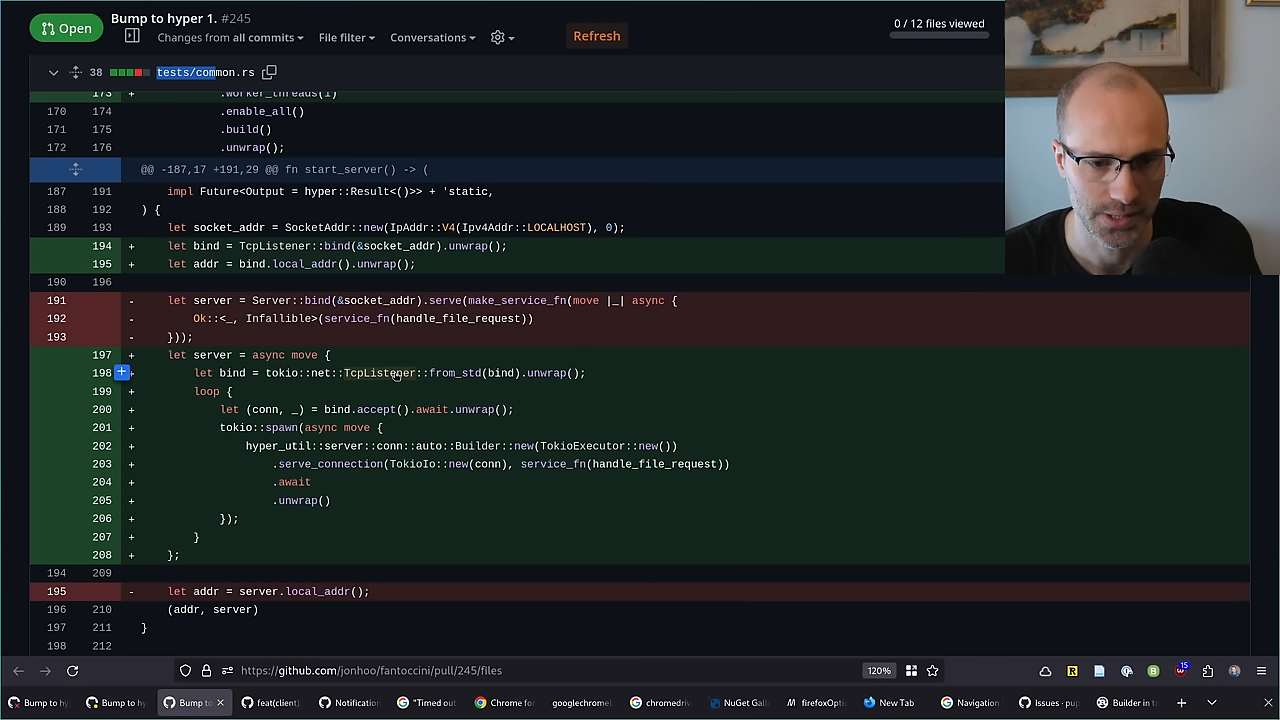 Open
Bump to hyper 1. #245
Changes from all commits File filter Conversations
Refresh
0 / 12 files viewed
38 tests/common.rs
173 + .worker_threads(1)
170 174 .enable_all()
171 175 .build()
172 176 .unwrap();
@@ -187,17 +191,29 @@ fn start_server() -> (
187 191 impl Future<Output = hyper::Result<()>> + 'static,
188 192 ) {
189 193 let socket_addr = SocketAddr::new(IpAddr::V4(Ipv4Addr::LOCALHOST), 0);
194 + let bind = TcpListener::bind(&socket_addr).unwrap();
195 + let addr = bind.local_addr().unwrap();
190 196
191 - let server = Server::bind(&socket_addr).serve(make_service_fn(move |_| async {
192 - Ok::<_, Infallible>(service_fn(handle_file_request))
193 - }));
197 + let server = async move {
198 + let bind = tokio::net::TcpListener::from_std(bind).unwrap();
199 + loop {
200 + let (conn, _) = bind.accept().await.unwrap();
201 + tokio::spawn(async move {
202 + hyper_util::server::conn::auto::Builder::new(TokioExecutor::new())
203 + .serve_connection(TokioIo::new(conn), service_fn(handle_file_request))
204 + .await
205 + .unwrap()
206 + });
207 + }
208 + };
194 209
195 - let addr = server.local_addr();
196 210 (addr, server)
197 211 }
198 212
https://github.com/jonhoo/fantoccini/pull/245/files 120% R B 15
Bump to hy Bump to hy Bump to feat(client) Notification "Timed out Chrome for googlechromel chromedriv NuGet Gall firefoxOpti New Tab Navigation Issues · pup Builder in t